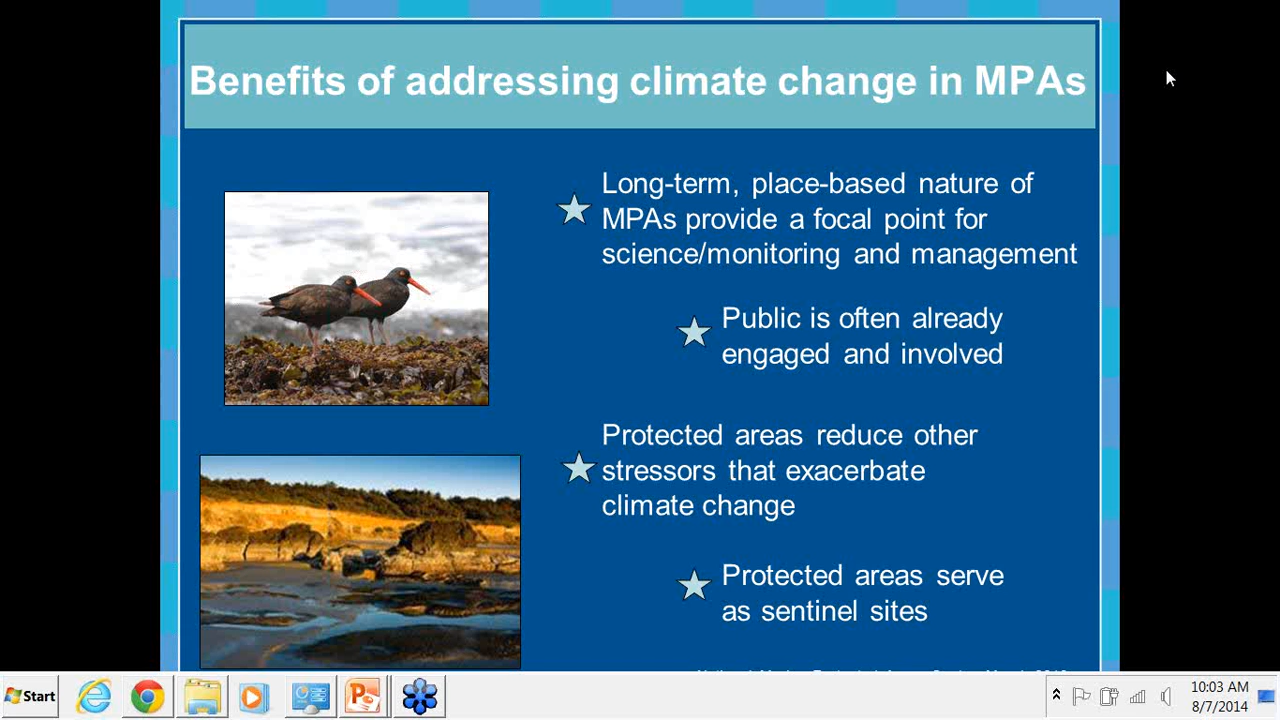 Benefits of addressing climate change in MPAs
Long-term, place-based nature of
MPAs provide a focal point for
science/monitoring and management
Public is often already
engaged and involved
Protected areas reduce other
stressors that exacerbate
climate change
Protected areas serve
as sentinel sites
Start
10:03 AM
8/7/2014